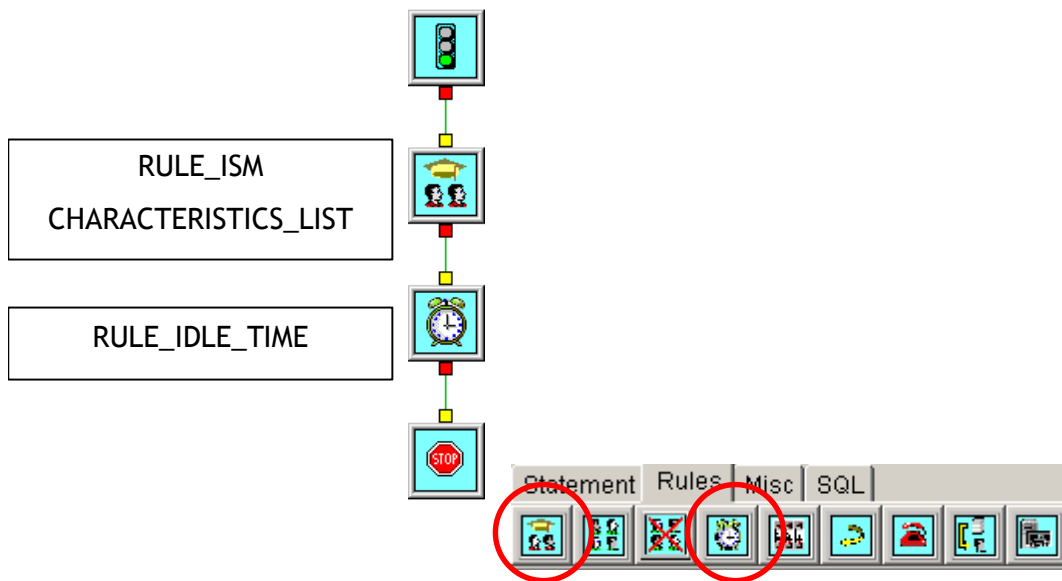 RULE_ISM
CHARACTERISTICS_LIST
RULE_IDLE_TIME
STOP
Statement Rules Misc SQL